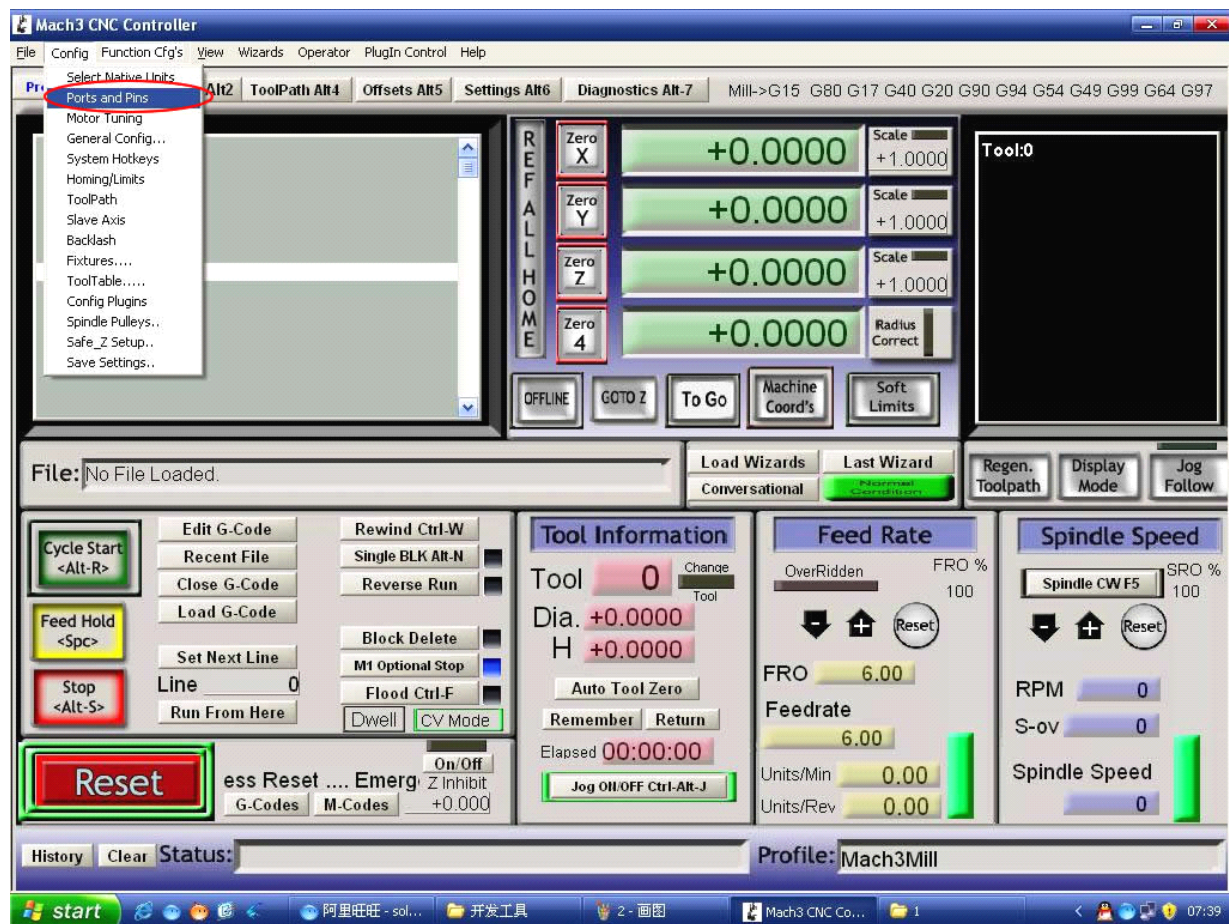 Mach3 CNC Controller
File Config Function Cfg's View Wizards Operator PlugIn Control Help
Select Native Units
Ports and Pins
Motor Tuning
General Config...
System Hotkeys
Homing/Limits
ToolPath
Slave Axis
Backlash
Fixtures....
ToolTable.....
Config Plugins
Spindle Pulleys..
Safe_Z Setup..
Save Settings..
Alt2 ToolPath Alt4 Offsets Alt5 Settings Alt6 Diagnostics Alt-7 Mill->G15 G80 G17 G40 G20 G90 G94 G54 G49 G99 G64 G97
REF ALL HOME
Zero X +0.0000 Scale +1.0000
Zero Y +0.0000 Scale +1.0000
Zero Z +0.0000 Scale +1.0000
Zero 4 +0.0000 Radius Correct
OFFLINE GOTO Z To Go Machine Coord's Soft Limits
Tool:0
File: No File Loaded.
Load Wizards Last Wizard
Conversational Normal Condition
Regen. Toolpath Display Mode Jog Follow
Cycle Start <Alt-R>
Feed Hold <Spc>
Stop <Alt-S>
Edit G-Code
Recent File
Close G-Code
Load G-Code
Set Next Line
Line 0
Run From Here
Rewind Ctrl-W
Single BLK Alt-N
Reverse Run
Block Delete
M1 Optional Stop
Flood Ctrl-F
Dwell CV Mode
Reset
ess Reset .... Emerg
G-Codes M-Codes
On/Off
Z Inhibit
+0.000
Tool Information
Tool 0 Change Tool
Dia. +0.0000
H +0.0000
Auto Tool Zero
Remember Return
Elapsed 00:00:00
Jog ON/OFF Ctrl-Alt-J
Feed Rate
OverRidden FRO %
100
Reset
FRO 6.00
Feedrate
6.00
Units/Min 0.00
Units/Rev 0.00
Spindle Speed
Spindle CW F5 SRO %
100
Reset
RPM 0
S-ov 0
Spindle Speed
0
History Clear Status:
Profile: Mach3Mill
start 阿里旺旺 - sol... 开发工具 2 - 画图 Mach3 CNC Co... 1 07:39